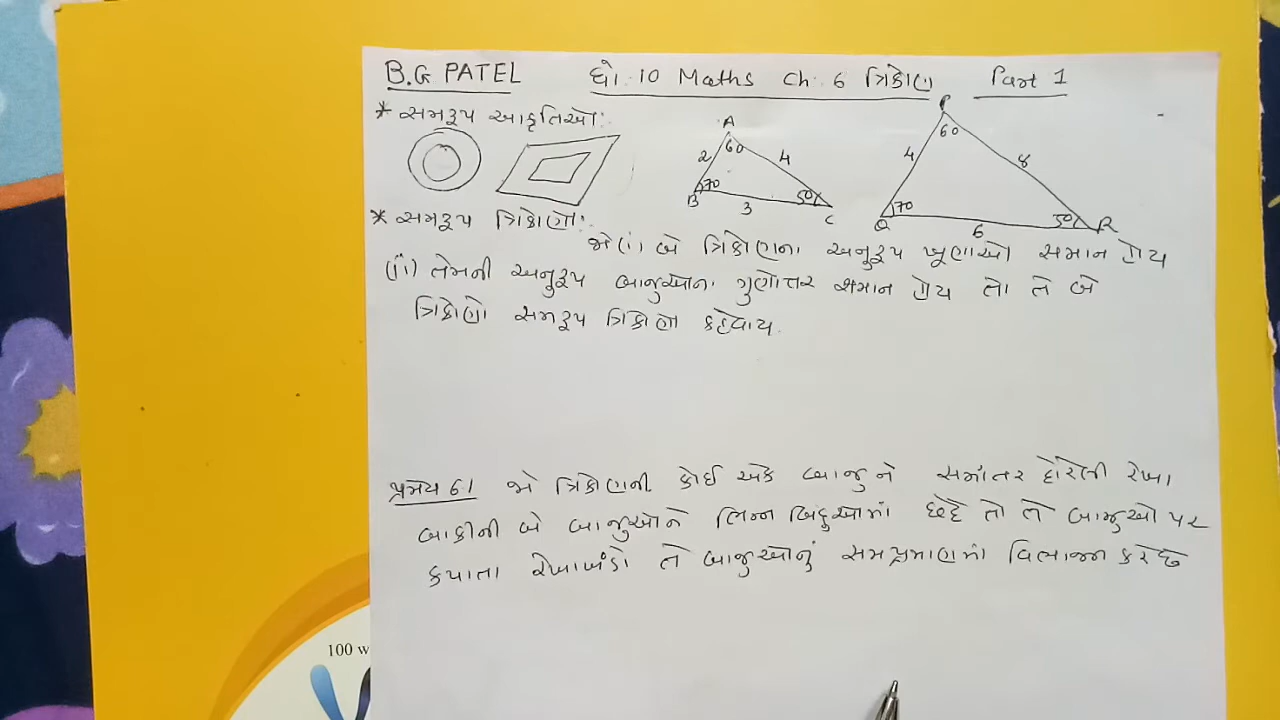 B.G PATEL ધો. 10 Maths Ch. 6 ત્રિકોણ Part 1
* સમરૂપ આકૃતિઓ:
A
60
2 4
70 50
B 3 C
P
60
4 8
70 50
Q 6 R
* સમરૂપ ત્રિકોણો:
જો (i) બે ત્રિકોણના અનુરૂપ ખૂણાઓ સમાન હોય
(ii) તેમની અનુરૂપ બાજુઓના ગુણોત્તર સમાન હોય તો તે બે
ત્રિકોણો સમરૂપ ત્રિકોણો કહેવાય.
પ્રમેય 6.1 જો ત્રિકોણની કોઈ એક બાજુને સમાંતર દોરેલી રેખા
બાકીની બે બાજુઓને ભિન્ન બિંદુઓમાં છેદે તો તે બાજુઓ પર
કપાતા રેખાખંડો તે બાજુઓનું સમપ્રમાણમાં વિભાજન કરે છે
100 w